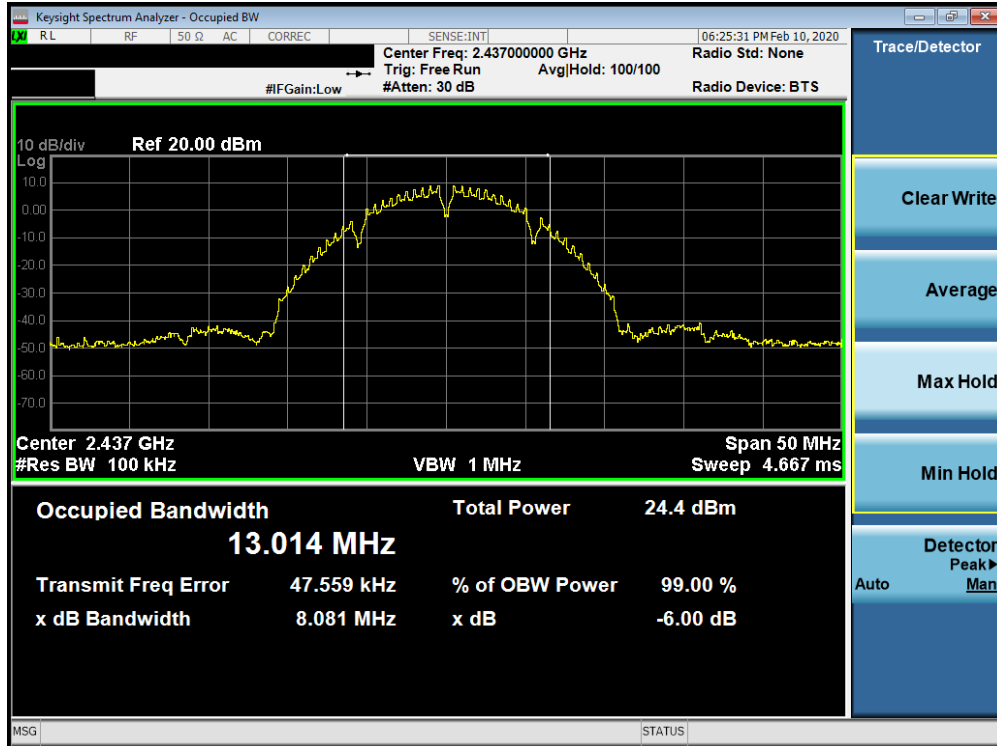 Keysight Spectrum Analyzer - Occupied BW
LXI RL RF 50 Ω AC CORREC SENSE:INT 06:25:31 PM Feb 10, 2020
Center Freq: 2.437000000 GHz Radio Std: None
Trig: Free Run Avg|Hold: 100/100
#IFGain:Low #Atten: 30 dB Radio Device: BTS
10 dB/div Ref 20.00 dBm
Log
10.0
0.00
-10.0
-20.0
-30.0
-40.0
-50.0
-60.0
-70.0
Center 2.437 GHz Span 50 MHz
#Res BW 100 kHz VBW 1 MHz Sweep 4.667 ms
Occupied Bandwidth Total Power 24.4 dBm
13.014 MHz
Transmit Freq Error 47.559 kHz % of OBW Power 99.00 %
x dB Bandwidth 8.081 MHz x dB -6.00 dB
MSG STATUS
Trace/Detector
Clear Write
Average
Max Hold
Min Hold
Detector
Peak▶
Auto Man